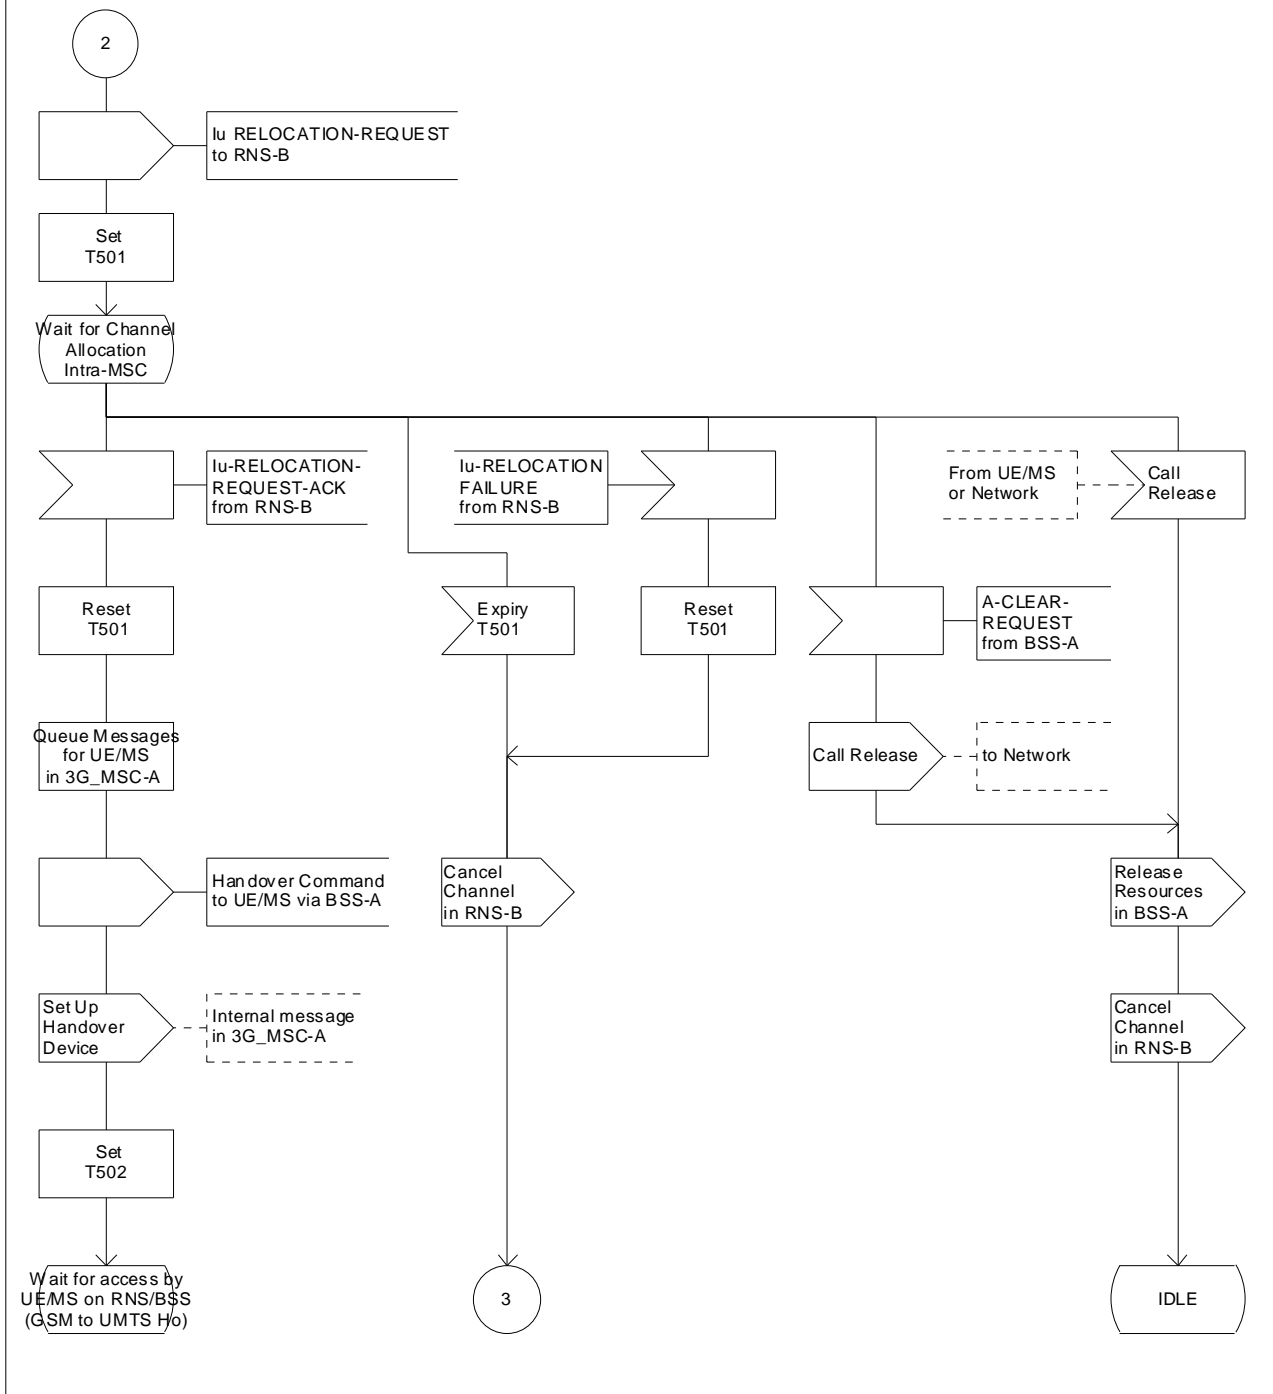 2
Iu RELOCATION-REQUEST
to RNS-B
Set
T501
Wait for Channel
Allocation
Intra-MSC
Iu-RELOCATION-
REQUEST-ACK
from RNS-B
Iu-RELOCATION
FAILURE
from RNS-B
From UE/MS
or Network
Call
Release
Reset
T501
Expiry
T501
Reset
T501
A-CLEAR-
REQUEST
from BSS-A
Queue Messages
for UE/MS
in 3G_MSC-A
Call Release
to Network
Handover Command
to UE/MS via BSS-A
Cancel
Channel
in RNS-B
Release
Resources
in BSS-A
Set Up
Handover
Device
Internal message
in 3G_MSC-A
Cancel
Channel
in RNS-B
Set
T502
Wait for access by
UE/MS on RNS/BSS
(GSM to UMTS Ho)
3
IDLE